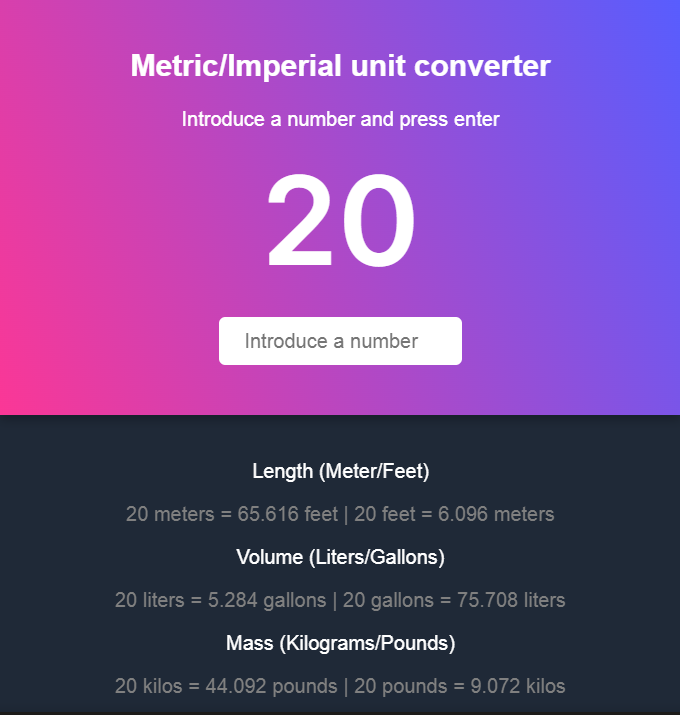 Metric/Imperial unit converter
Introduce a number and press enter
20
Introduce a number
Length (Meter/Feet)
20 meters = 65.616 feet | 20 feet = 6.096 meters
Volume (Liters/Gallons)
20 liters = 5.284 gallons | 20 gallons = 75.708 liters
Mass (Kilograms/Pounds)
20 kilos = 44.092 pounds | 20 pounds = 9.072 kilos